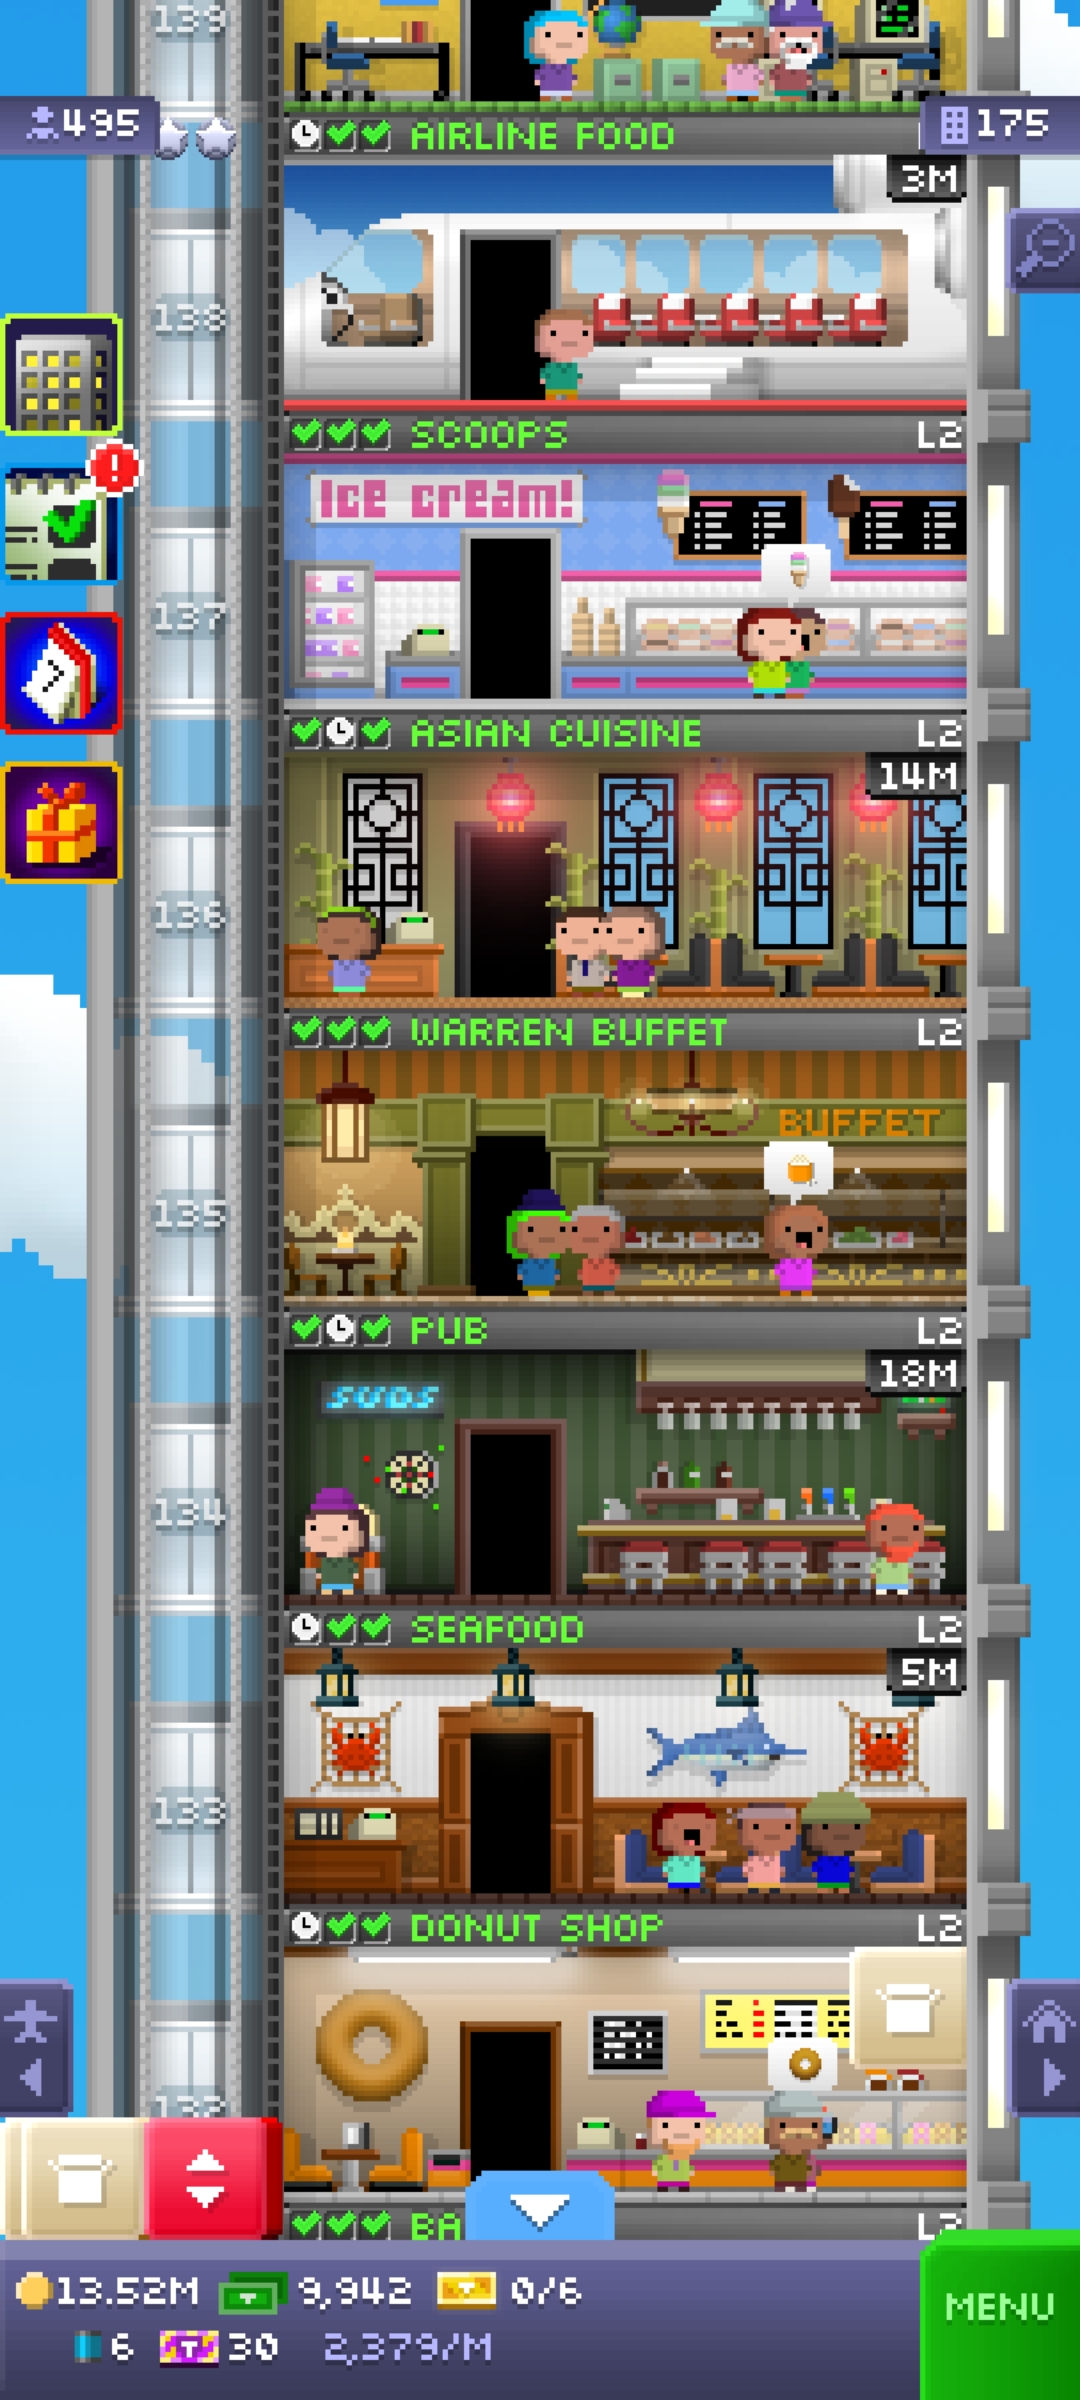 139
495
175
AIRLINE FOOD
3M
138
SCOOPS
L2
Ice cream!
137
ASIAN CUISINE
L2
14M
136
WARREN BUFFET
L2
BUFFET
135
PUB
L2
18M
SUDS
134
SEAFOOD
L2
5M
133
DONUT SHOP
L2
132
BA
13.52M
9,942
0/6
MENU
6
30
2,379/M